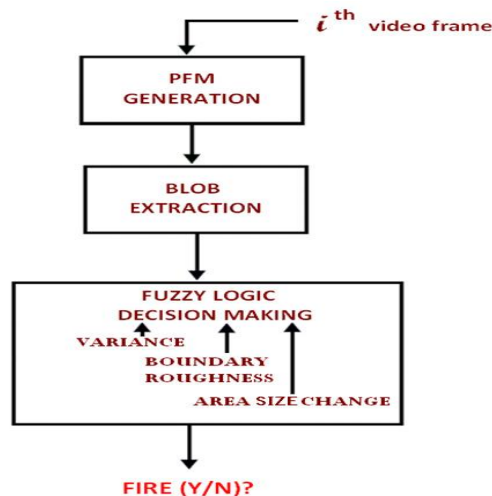 i th video frame
PFM
GENERATION
BLOB
EXTRACTION
FUZZY LOGIC
DECISION MAKING
VARIANCE
BOUNDARY
ROUGHNESS
AREA SIZE CHANGE
FIRE (Y/N)?